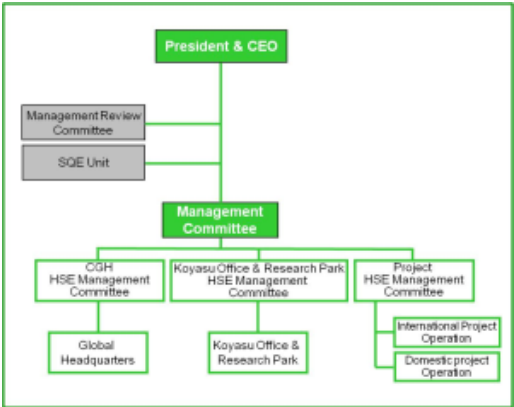 President & CEO
Management Review
Committee
SQE Unit
Management
Committee
CGH
HSE Management
Committee
Koyasu Office & Research Park
HSE Management
Committee
Project
HSE Management
Committee
Global
Headquarters
Koyasu Office &
Research Park
International Project
Operation
Domestic project
Operation